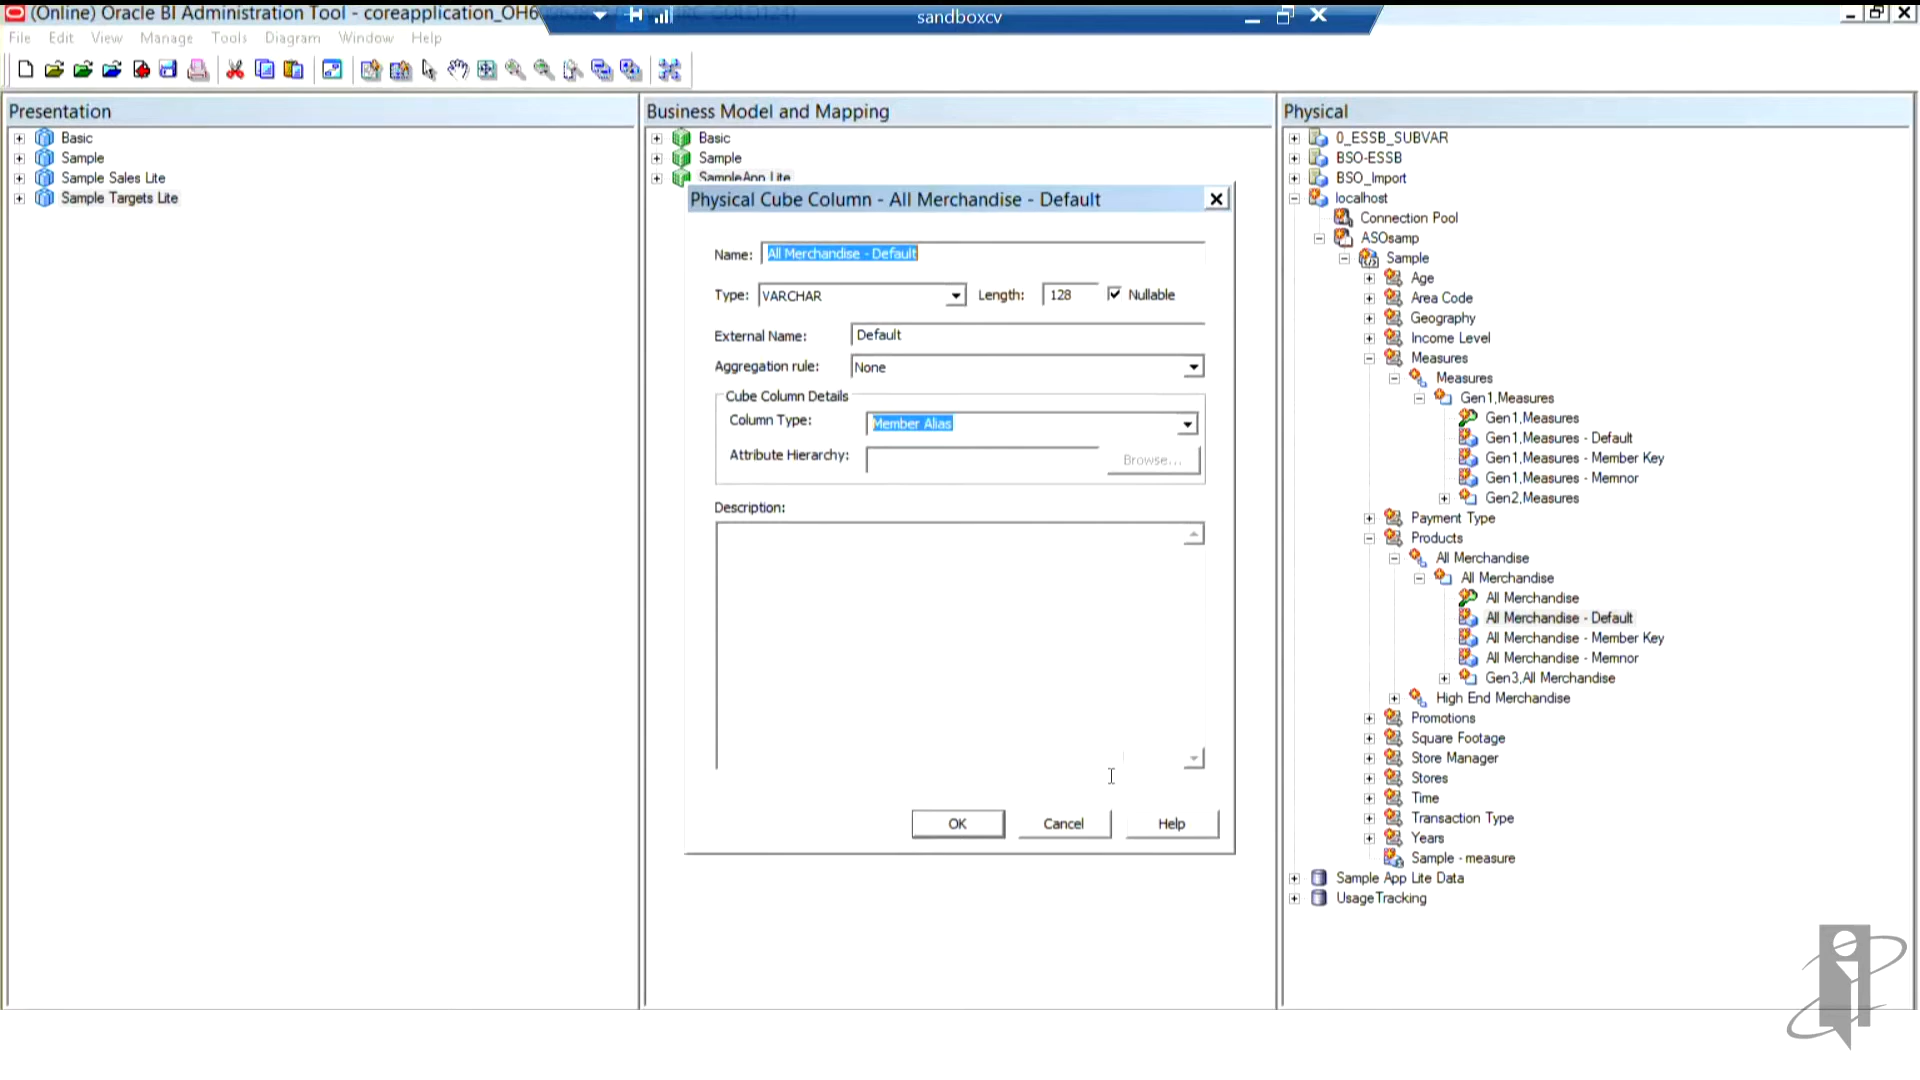 (Online) Oracle BI Administration Tool - coreapplication_OH6
sandboxcv
File Edit View Manage Tools Diagram Window Help
Presentation
Basic
Sample
Sample Sales Lite
Sample Targets Lite
Business Model and Mapping
Basic
Sample
SampleApp Lite
Physical Cube Column - All Merchandise - Default
Name: All Merchandise - Default
Type: VARCHAR Length: 128 Nullable
External Name: Default
Aggregation rule: None
Cube Column Details
Column Type: Member Alias
Attribute Hierarchy: Browse...
Description:
OK Cancel Help
Physical
0_ESSB_SUBVAR
BSO-ESSB
BSO_Import
localhost
Connection Pool
ASOsamp
Sample
Age
Area Code
Geography
Income Level
Measures
Measures
Gen1,Measures
Gen1,Measures
Gen1,Measures - Default
Gen1,Measures - Member Key
Gen1,Measures - Memnor
Gen2,Measures
Payment Type
Products
All Merchandise
All Merchandise
All Merchandise
All Merchandise - Default
All Merchandise - Member Key
All Merchandise - Memnor
Gen3,All Merchandise
High End Merchandise
Promotions
Square Footage
Store Manager
Stores
Time
Transaction Type
Years
Sample - measure
Sample App Lite Data
UsageTracking